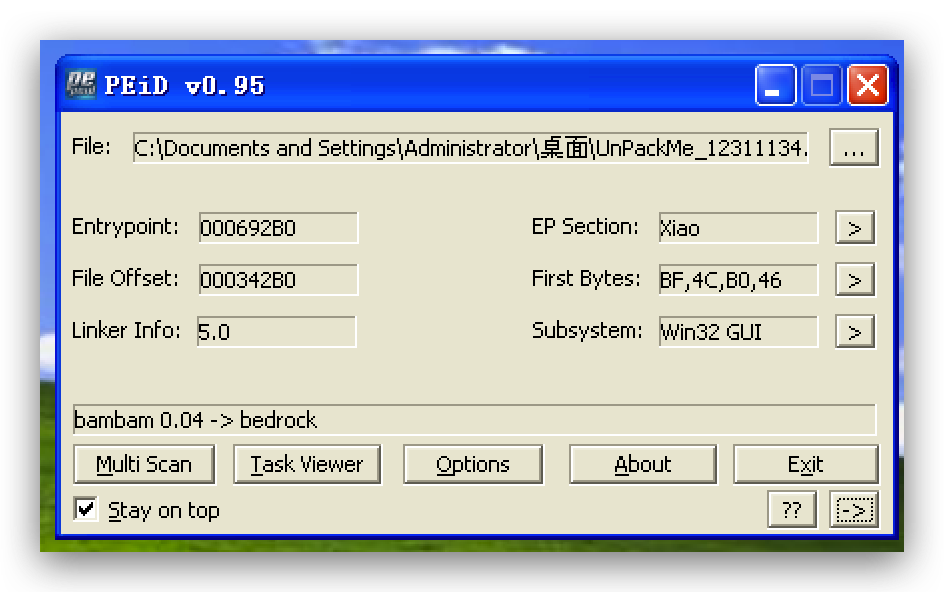 PEiD v0.95
File: C:\Documents and Settings\Administrator\桌面\UnPackMe_12311134. ...
Entrypoint: 000692B0 EP Section: Xiao >
File Offset: 000342B0 First Bytes: BF,4C,B0,46 >
Linker Info: 5.0 Subsystem: Win32 GUI >
bambam 0.04 -> bedrock
Multi Scan Task Viewer Options About Exit
Stay on top ?? ->